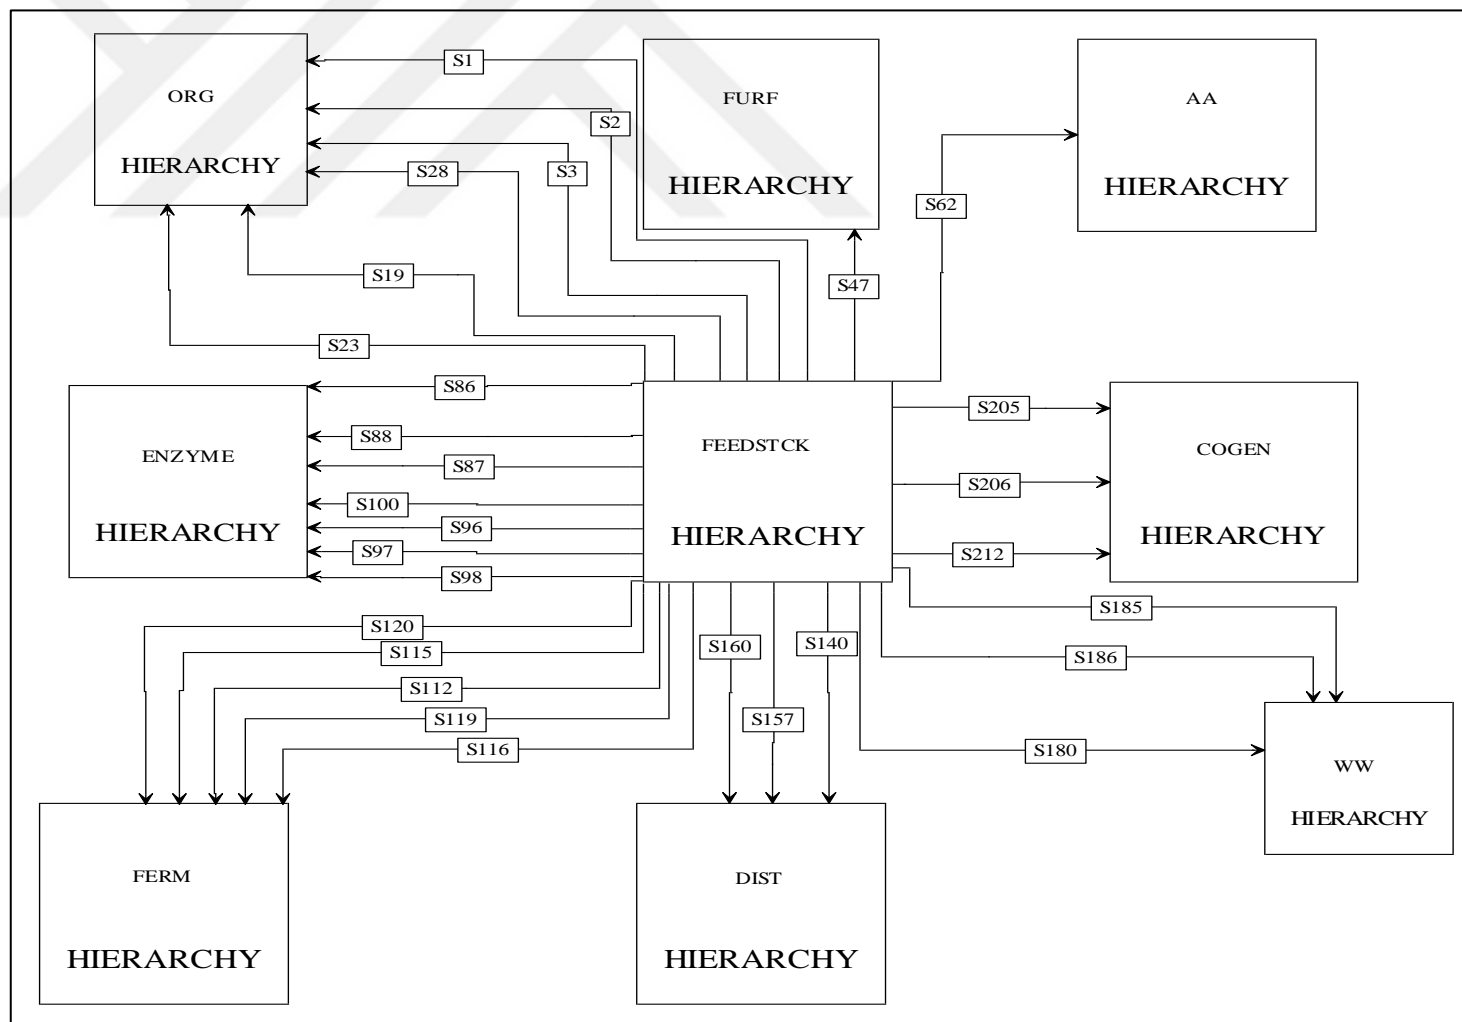 S1
ORG
HIERARCHY
FURF
HIERARCHY
AA
HIERARCHY
S2
S3
S28
S62
S19
S47
S23
S86
S88
S87
S100
S96
S97
S98
ENZYME
HIERARCHY
FEEDSTCK
HIERARCHY
S205
S206
S212
COGEN
HIERARCHY
S120
S115
S112
S119
S116
S160
S157
S140
S185
S186
S180
WW
HIERARCHY
FERM
HIERARCHY
DIST
HIERARCHY